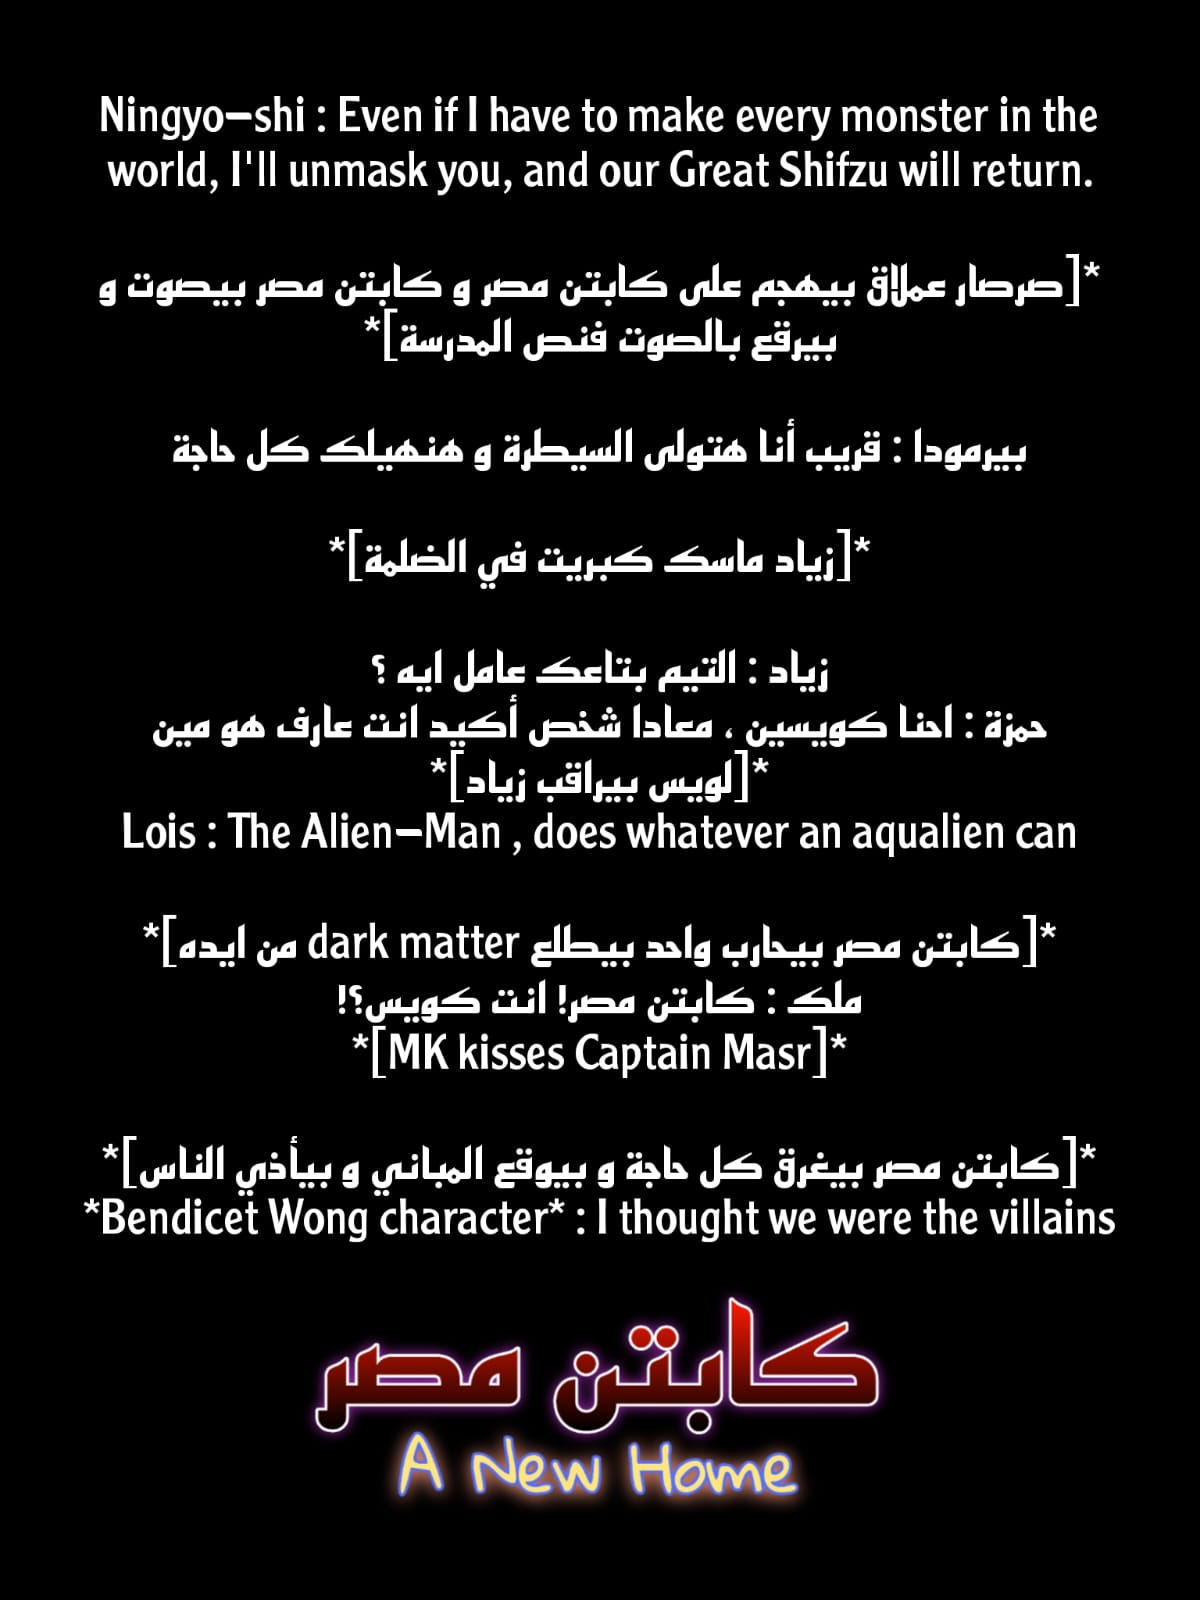 Ningyo-shi : Even if I have to make every monster in the
world, I'll unmask you, and our Great Shifzu will return.
*[صرصار عملاق بيهجم على كابتن مصر و كابتن مصر بيصوت و
بيرقع بالصوت فنص المدرسة]*
بيرمودا : قريب أنا هتولى السيطرة و هنهيلك كل حاجة
*[زياد ماسك كبريت في الضلمة]*
زياد : التيم بتاعك عامل ايه ؟
حمزة : احنا كويسين ، معادا شخص أكيد انت عارف هو مين
*[لويس بيراقب زياد]*
Lois : The Alien-Man , does whatever an aqualien can
*[كابتن مصر بيحارب واحد بيطلع dark matter من ايده]*
ملك : كابتن مصر! انت كويس؟!
*[MK kisses Captain Masr]*
*[كابتن مصر بيغرق كل حاجة و بيوقع المباني و بيأذي الناس]*
*Bendicet Wong character* : I thought we were the villains
كابتن مصر
A New Home